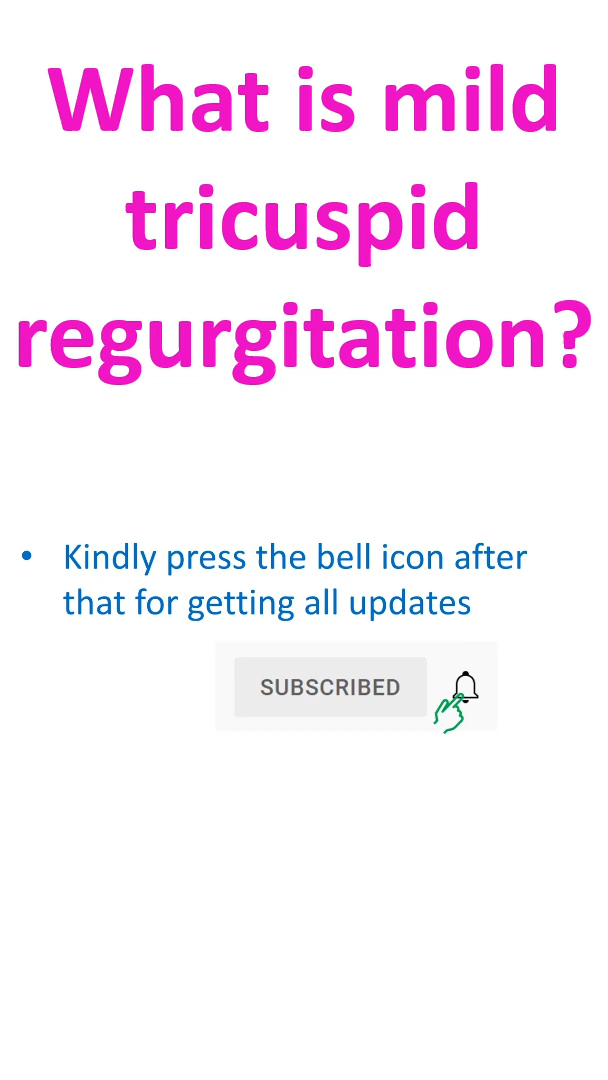 What is mild
tricuspid
regurgitation?
• Kindly press the bell icon after
that for getting all updates
SUBSCRIBED